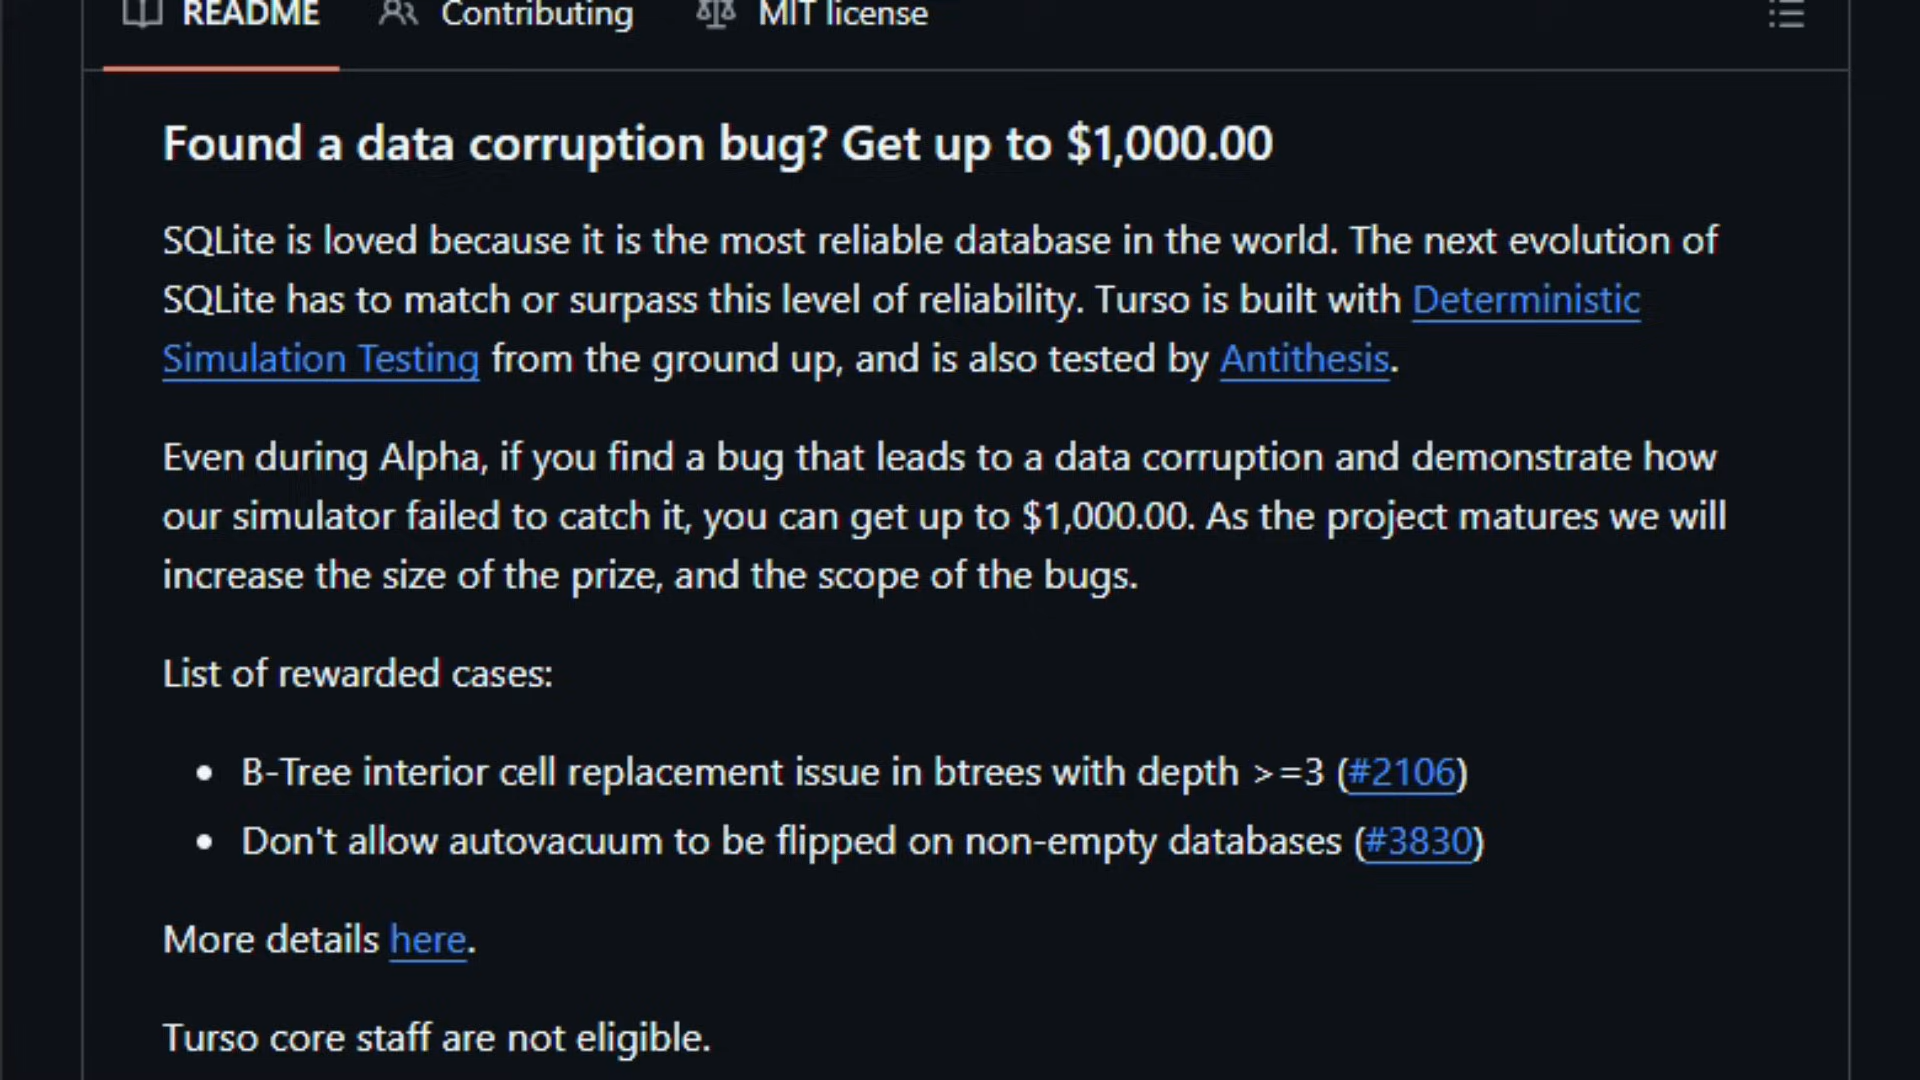 README Contributing MIT license
Found a data corruption bug? Get up to $1,000.00
SQLite is loved because it is the most reliable database in the world. The next evolution of
SQLite has to match or surpass this level of reliability. Turso is built with Deterministic
Simulation Testing from the ground up, and is also tested by Antithesis.
Even during Alpha, if you find a bug that leads to a data corruption and demonstrate how
our simulator failed to catch it, you can get up to $1,000.00. As the project matures we will
increase the size of the prize, and the scope of the bugs.
List of rewarded cases:
• B-Tree interior cell replacement issue in btrees with depth >=3 (#2106)
• Don't allow autovacuum to be flipped on non-empty databases (#3830)
More details here.
Turso core staff are not eligible.